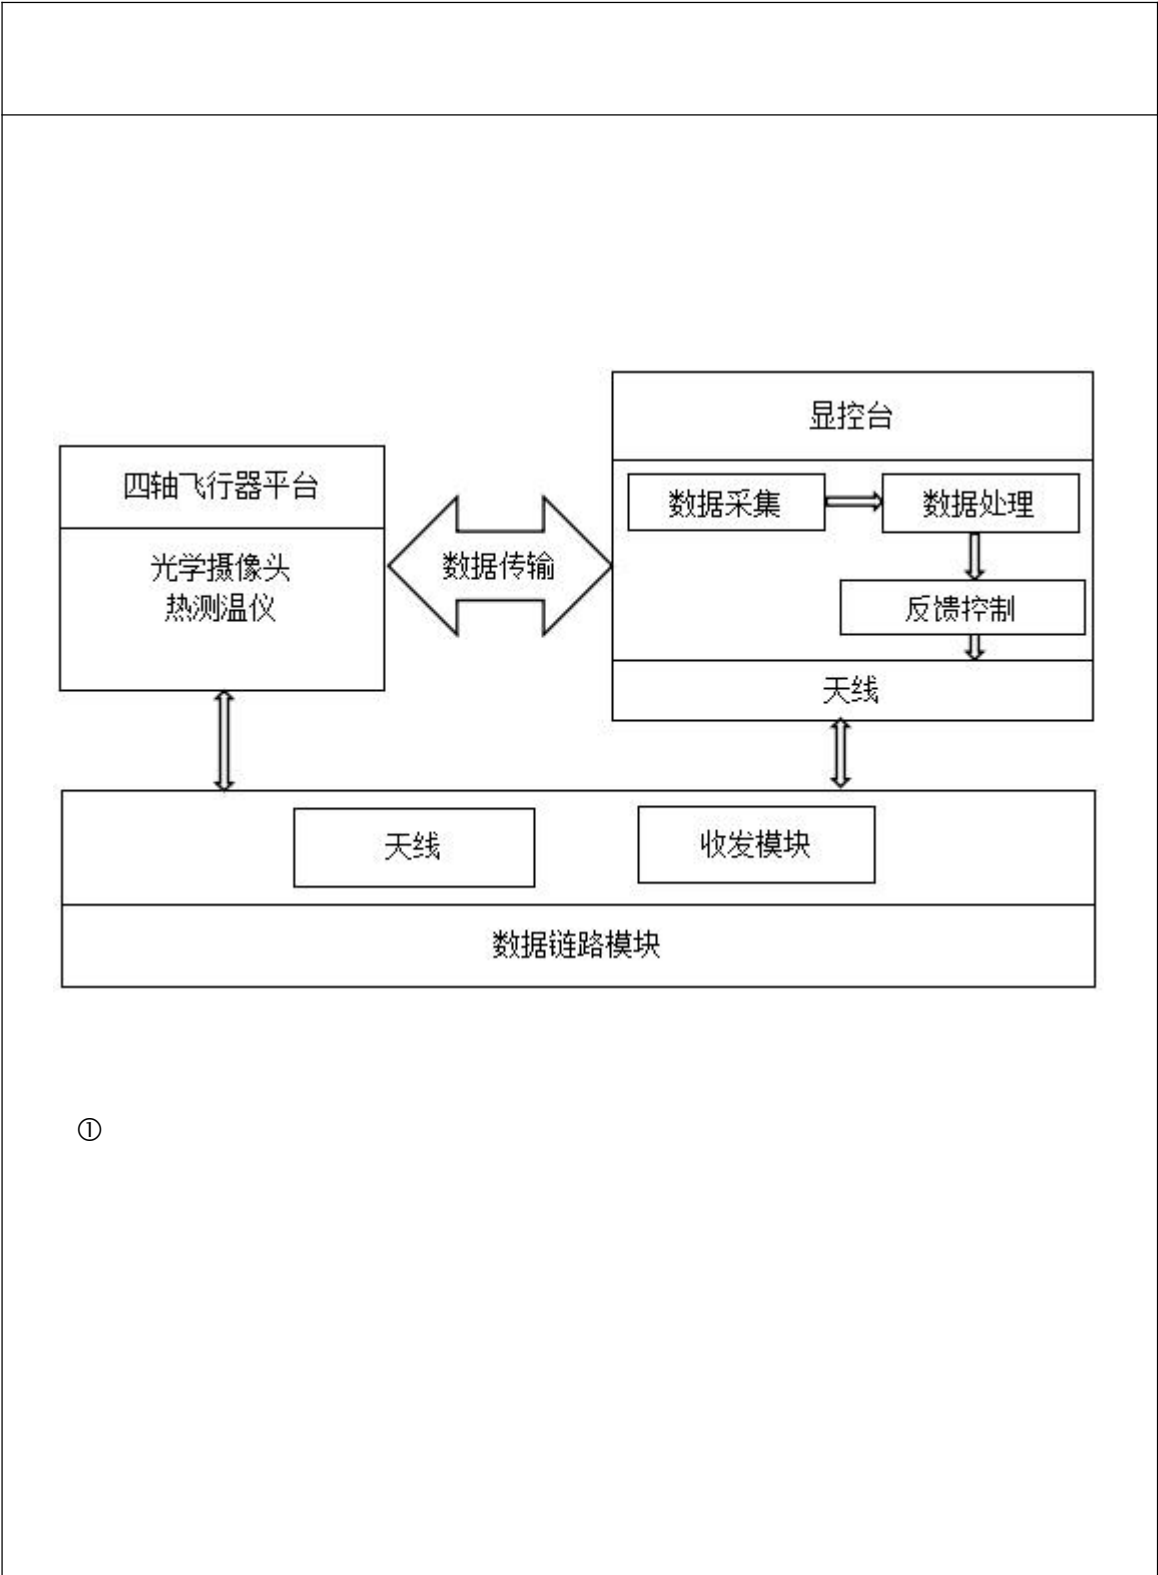 四轴飞行器平台
光学摄像头
热测温仪
数据传输
显控台
数据采集
数据处理
反馈控制
天线
天线
收发模块
数据链路模块
①